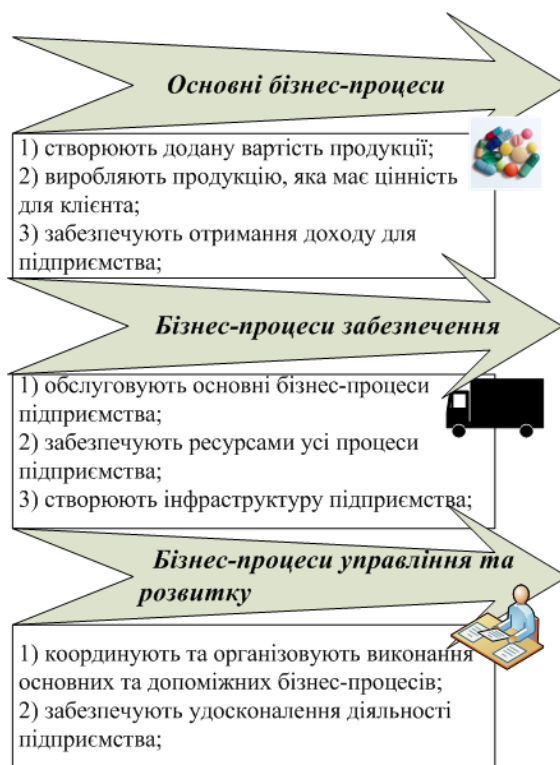 Основні бізнес-процеси
1) створюють додану вартість продукції;
2) виробляють продукцію, яка має цінність
для клієнта;
3) забезпечують отримання доходу для
підприємства;
Бізнес-процеси забезпечення
1) обслуговують основні бізнес-процеси
підприємства;
2) забезпечують ресурсами усі процеси
підприємства;
3) створюють інфраструктуру підприємства;
Бізнес-процеси управління та
розвитку
1) координують та організовують виконання
основних та допоміжних бізнес-процесів;
2) забезпечують удосконалення діяльності
підприємства;